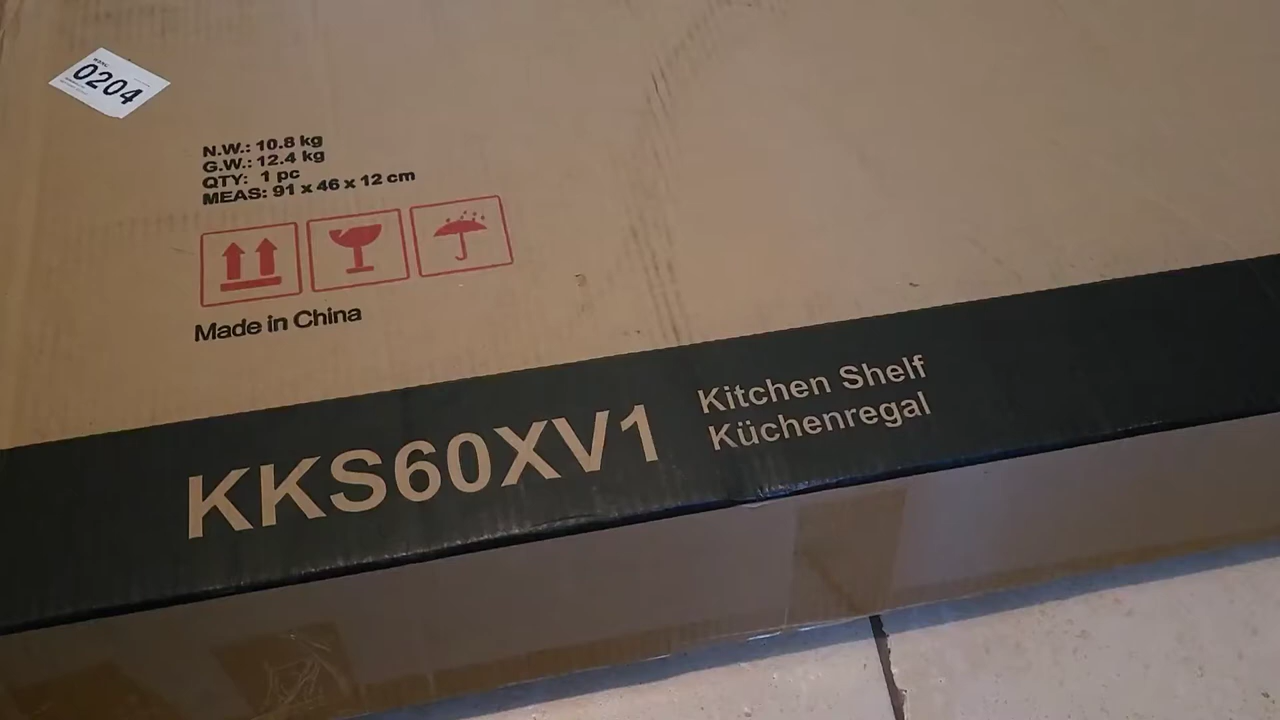 0204
N.W.: 10.8 kg
G.W.: 12.4 kg
QTY: 1 pc
MEAS: 91 x 46 x 12 cm
Made in China
KKS60XV1
Kitchen Shelf
Küchenregal